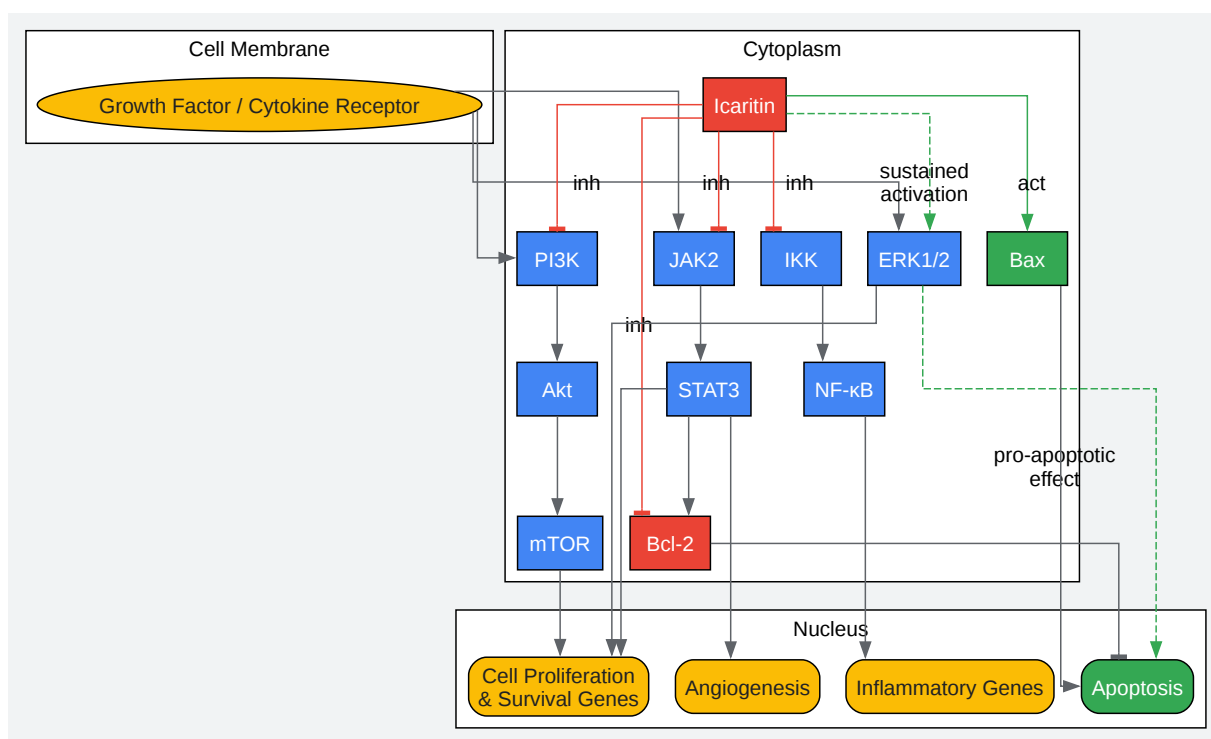 Cell Membrane
Cytoplasm
Growth Factor / Cytokine Receptor
Icaritin
inh
inh
inh
sustained
activation
act
PI3K
JAK2
IKK
ERK1/2
Bax
inh
Akt
STAT3
NF-κB
pro-apoptotic
effect
mTOR
Bcl-2
Nucleus
Cell Proliferation
& Survival Genes
Angiogenesis
Inflammatory Genes
Apoptosis